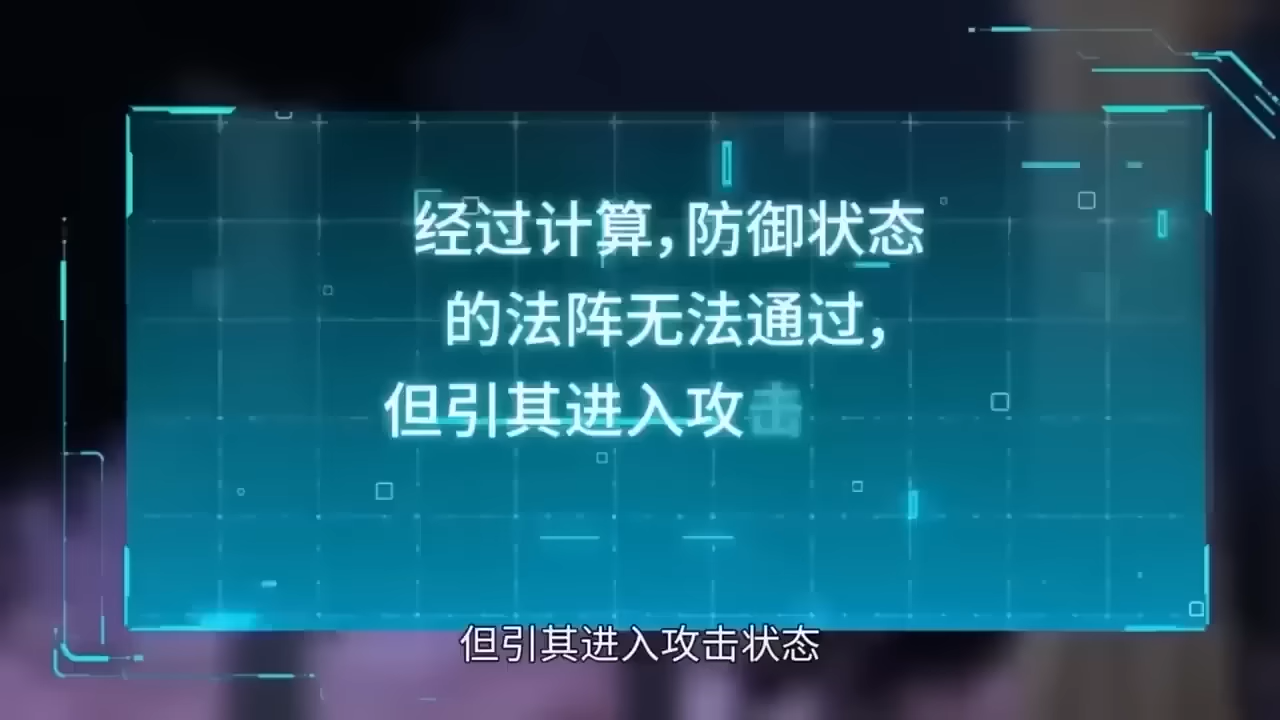 经过计算，防御状态
的法阵无法通过，
但引其进入攻击
但引其进入攻击状态